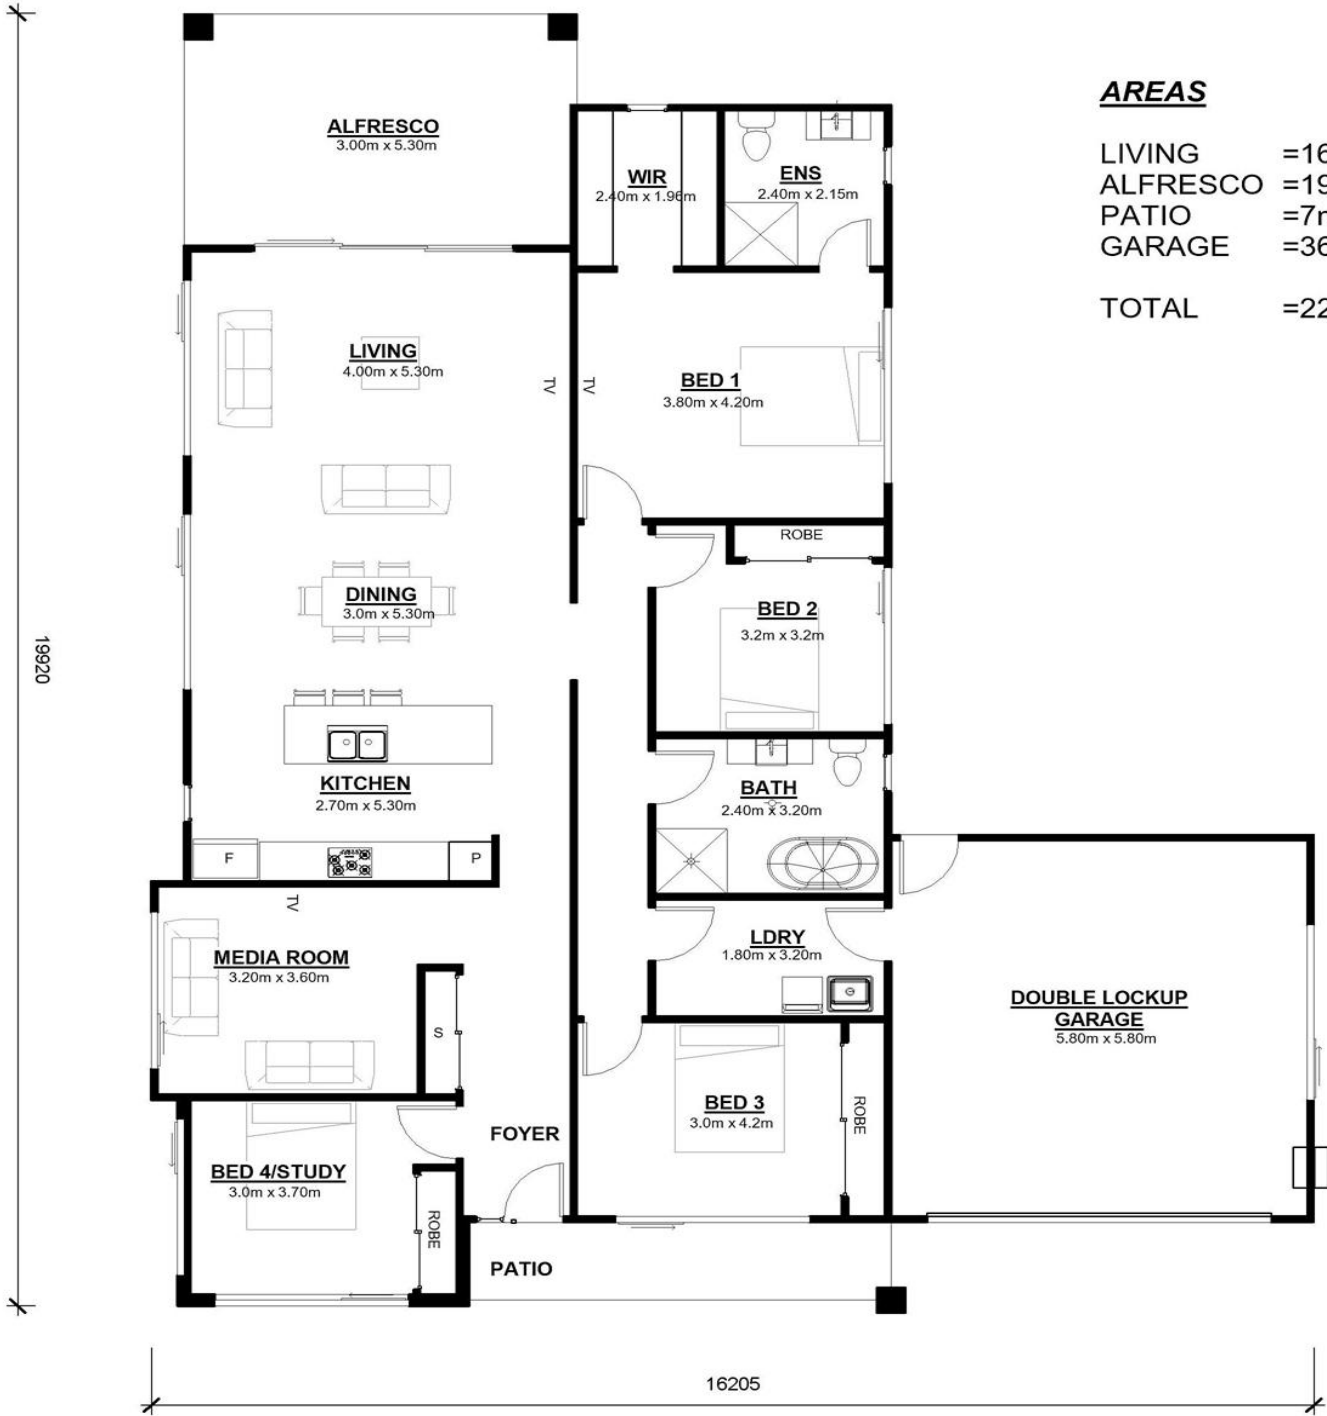 AREAS
LIVING =16
ALFRESCO =19
PATIO =7
GARAGE =36
TOTAL =22
ALFRESCO
3.00m x 5.30m
WIR
2.40m x 1.96m
ENS
2.40m x 2.15m
LIVING
4.00m x 5.30m
TV
TV
BED 1
3.80m x 4.20m
ROBE
DINING
3.0m x 5.30m
BED 2
3.2m x 3.2m
19920
KITCHEN
2.70m x 5.30m
BATH
2.40m x 3.20m
F
P
TV
MEDIA ROOM
3.20m x 3.60m
LDRY
1.80m x 3.20m
S
DOUBLE LOCKUP
GARAGE
5.80m x 5.80m
BED 3
3.0m x 4.2m
ROBE
FOYER
BED 4/STUDY
3.0m x 3.70m
ROBE
PATIO
16205